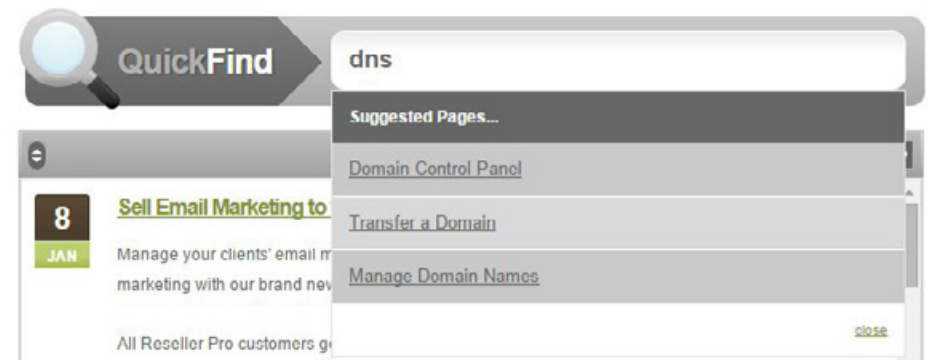 QuickFind
dns
Suggested Pages...
Domain Control Panel
Transfer a Domain
Manage Domain Names
close
8
JAN
Sell Email Marketing to
Manage your clients' email
marketing with our brand
All Reseller Pro customers